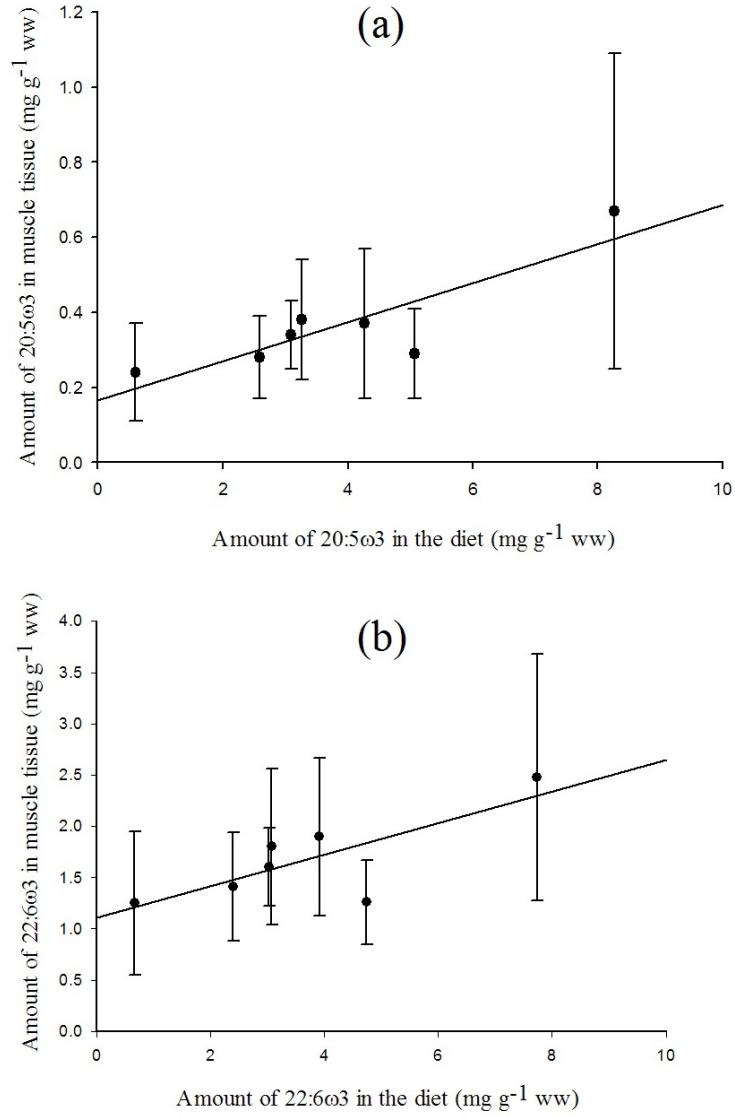 (a)
Amount of 20:5ω3 in muscle tissue (mg g-1 ww)
1.2
1.0
0.8
0.6
0.4
0.2
0.0
0 2 4 6 8 10
Amount of 20:5ω3 in the diet (mg g-1 ww)
(b)
Amount of 22:6ω3 in muscle tissue (mg g-1 ww)
4.0
3.5
3.0
2.5
2.0
1.5
1.0
0.5
0.0
0 2 4 6 8 10
Amount of 22:6ω3 in the diet (mg g-1 ww)